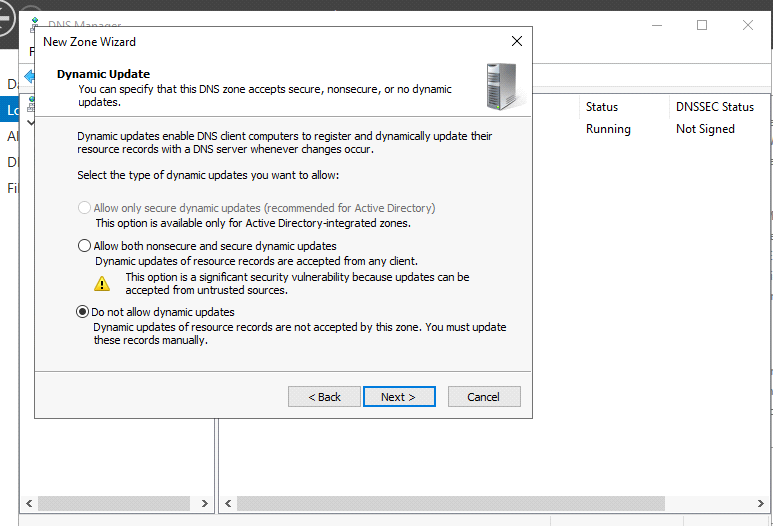 DNS Manager
New Zone Wizard
F
Dynamic Update
You can specify that this DNS zone accepts secure, nonsecure, or no dynamic
updates.
Da
Lo
Al
D
Fil
Status
DNSSEC Status
Running
Not Signed
Dynamic updates enable DNS client computers to register and dynamically update their
resource records with a DNS server whenever changes occur.
Select the type of dynamic updates you want to allow:
Allow only secure dynamic updates (recommended for Active Directory)
This option is available only for Active Directory-integrated zones.
Allow both nonsecure and secure dynamic updates
Dynamic updates of resource records are accepted from any client.
This option is a significant security vulnerability because updates can be
accepted from untrusted sources.
Do not allow dynamic updates
Dynamic updates of resource records are not accepted by this zone. You must update
these records manually.
< Back
Next >
Cancel